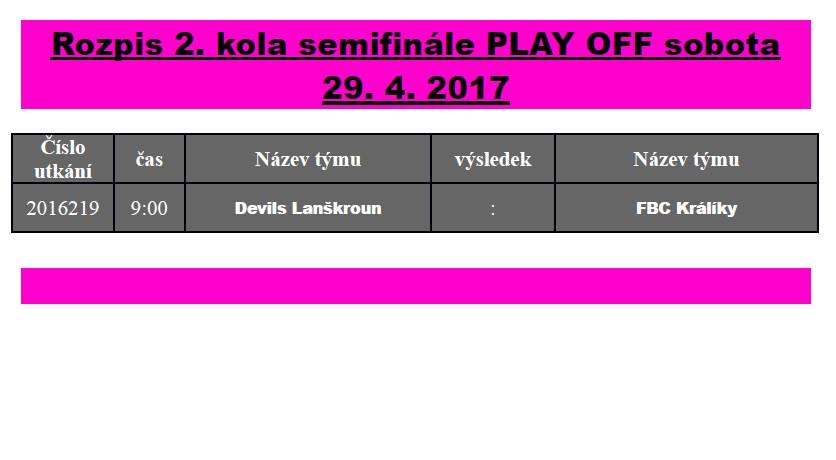 Rozpis 2. kola semifinále PLAY OFF sobota
29. 4. 2017
Číslo utkání čas Název týmu výsledek Název týmu
2016219 9:00 Devils Lanškroun : FBC Králíky